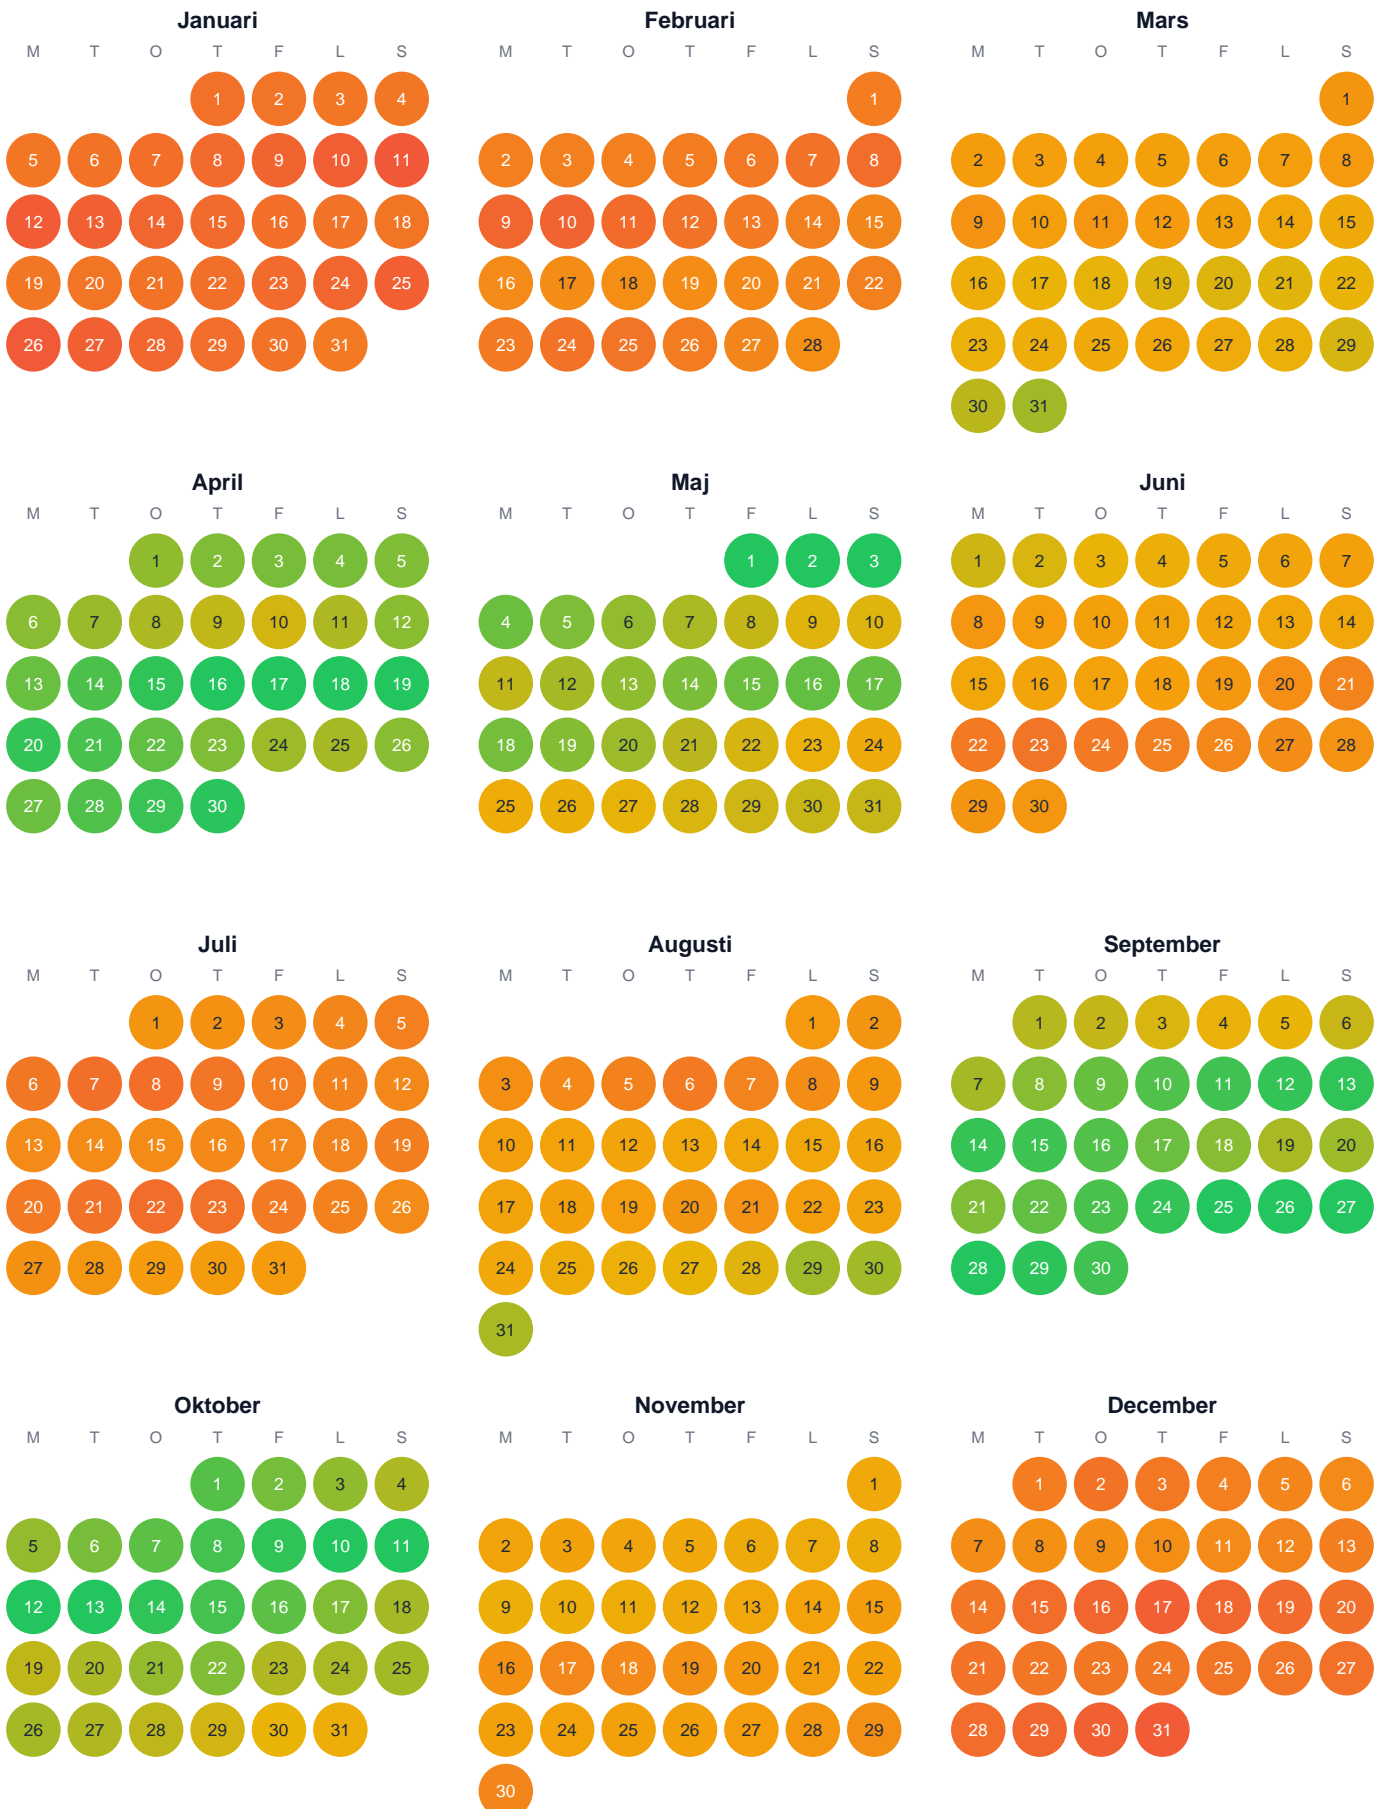 Januari
M T O T F L S
1 2 3 4
5 6 7 8 9 10 11
12 13 14 15 16 17 18
19 20 21 22 23 24 25
26 27 28 29 30 31
Februari
M T O T F L S
1
2 3 4 5 6 7 8
9 10 11 12 13 14 15
16 17 18 19 20 21 22
23 24 25 26 27 28
Mars
M T O T F L S
1
2 3 4 5 6 7 8
9 10 11 12 13 14 15
16 17 18 19 20 21 22
23 24 25 26 27 28 29
30 31
April
M T O T F L S
1 2 3 4 5
6 7 8 9 10 11 12
13 14 15 16 17 18 19
20 21 22 23 24 25 26
27 28 29 30
Maj
M T O T F L S
1 2 3
4 5 6 7 8 9 10
11 12 13 14 15 16 17
18 19 20 21 22 23 24
25 26 27 28 29 30 31
Juni
M T O T F L S
1 2 3 4 5 6 7
8 9 10 11 12 13 14
15 16 17 18 19 20 21
22 23 24 25 26 27 28
29 30
Juli
M T O T F L S
1 2 3 4 5
6 7 8 9 10 11 12
13 14 15 16 17 18 19
20 21 22 23 24 25 26
27 28 29 30 31
Augusti
M T O T F L S
1 2
3 4 5 6 7 8 9
10 11 12 13 14 15 16
17 18 19 20 21 22 23
24 25 26 27 28 29 30
31
September
M T O T F L S
1 2 3 4 5 6
7 8 9 10 11 12 13
14 15 16 17 18 19 20
21 22 23 24 25 26 27
28 29 30
Oktober
M T O T F L S
1 2 3 4
5 6 7 8 9 10 11
12 13 14 15 16 17 18
19 20 21 22 23 24 25
26 27 28 29 30 31
November
M T O T F L S
1
2 3 4 5 6 7 8
9 10 11 12 13 14 15
16 17 18 19 20 21 22
23 24 25 26 27 28 29
30
December
M T O T F L S
1 2 3 4 5 6
7 8 9 10 11 12 13
14 15 16 17 18 19 20
21 22 23 24 25 26 27
28 29 30 31